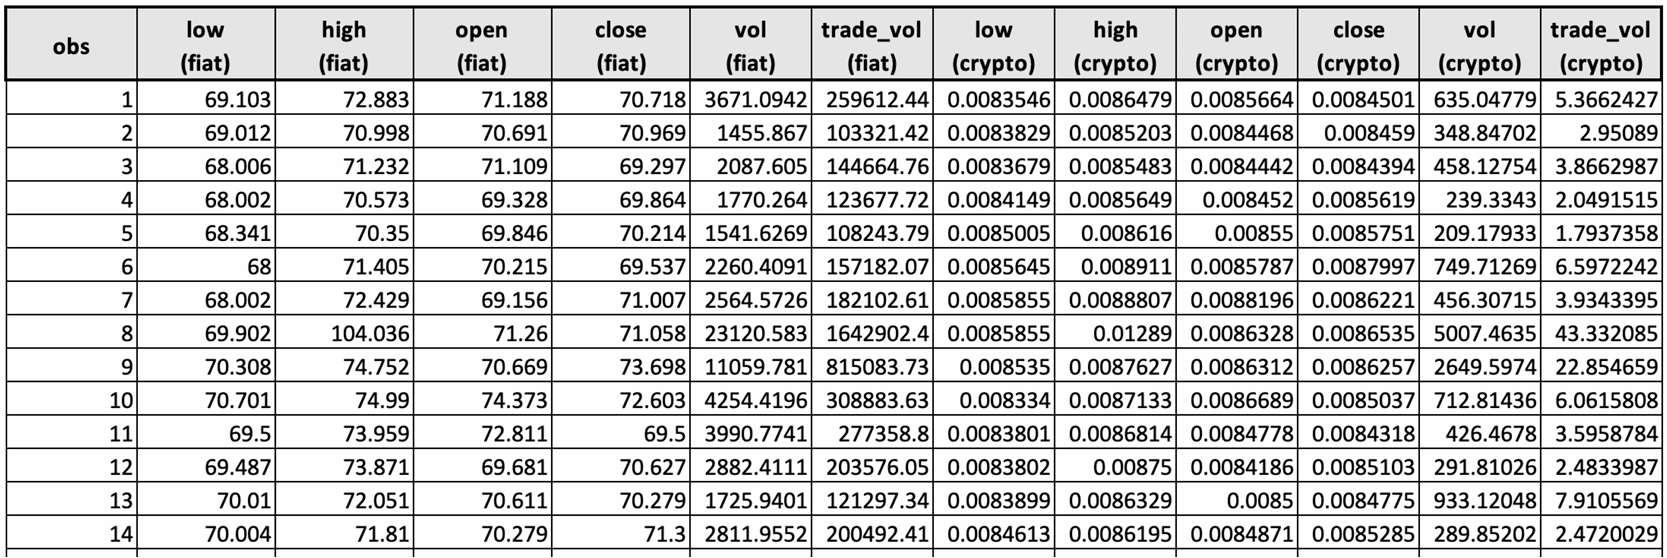 obs low (fiat) high (fiat) open (fiat) close (fiat) vol (fiat) trade_vol (fiat) low (crypto) high (crypto) open (crypto) close (crypto) vol (crypto) trade_vol (crypto)
1 69.103 72.883 71.188 70.718 3671.0942 259612.44 0.0083546 0.0086479 0.0085664 0.0084501 635.04779 5.3662427
2 69.012 70.998 70.691 70.969 1455.867 103321.42 0.0083829 0.0085203 0.0084468 0.008459 348.84702 2.95089
3 68.006 71.232 71.109 69.297 2087.605 144664.76 0.0083679 0.0085483 0.0084442 0.0084394 458.12754 3.8662987
4 68.002 70.573 69.328 69.864 1770.264 123677.72 0.0084149 0.0085649 0.008452 0.0085619 239.3343 2.0491515
5 68.341 70.35 69.846 70.214 1541.6269 108243.79 0.0085005 0.008616 0.00855 0.0085751 209.17933 1.7937358
6 68 71.405 70.215 69.537 2260.4091 157182.07 0.0085645 0.008911 0.0085787 0.0087997 749.71269 6.5972242
7 68.002 72.429 69.156 71.007 2564.5726 182102.61 0.0085855 0.0088807 0.0088196 0.0086221 456.30715 3.9343395
8 69.902 104.036 71.26 71.058 23120.583 1642902.4 0.0085855 0.01289 0.0086328 0.0086535 5007.4635 43.332085
9 70.308 74.752 70.669 73.698 11059.781 815083.73 0.008535 0.0087627 0.0086312 0.0086257 2649.5974 22.854659
10 70.701 74.99 74.373 72.603 4254.4196 308883.63 0.008334 0.0087133 0.0086689 0.0085037 712.81436 6.0615808
11 69.5 73.959 72.811 69.5 3990.7741 277358.8 0.0083801 0.0086814 0.0084778 0.0084318 426.4678 3.5958784
12 69.487 73.871 69.681 70.627 2882.4111 203576.05 0.0083802 0.00875 0.0084186 0.0085103 291.81026 2.4833987
13 70.01 72.051 70.611 70.279 1725.9401 121297.34 0.0083899 0.0086329 0.0085 0.0084775 933.12048 7.9105569
14 70.004 71.81 70.279 71.3 2811.9552 200492.41 0.0084613 0.0086195 0.0084871 0.0085285 289.85202 2.4720029